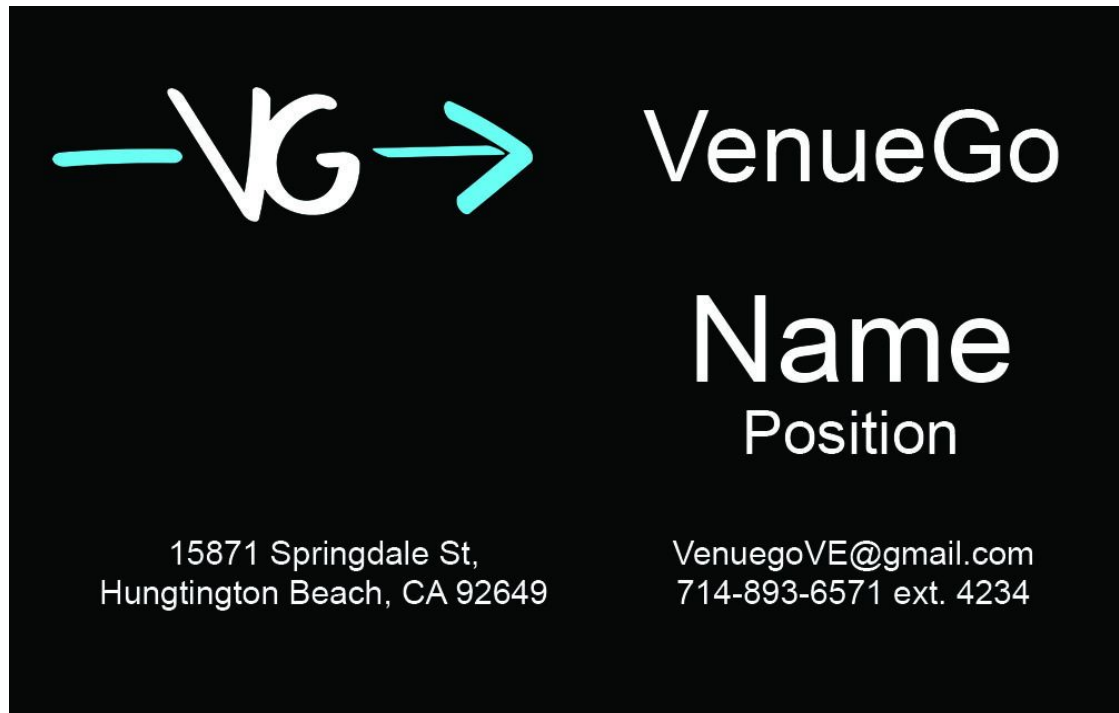 VG
VenueGo
Name
Position
15871 Springdale St,
Hungtington Beach, CA 92649
VenuegoVE@gmail.com
714-893-6571 ext. 4234